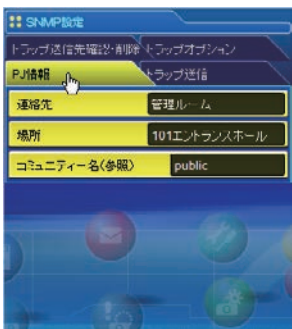 SNMP設定
トラップ送信先確認・削除 トラップオプション
PJ情報 トラップ送信
連絡先 管理ルーム
場所 101エントランスホール
コミュニティー名(参照) public